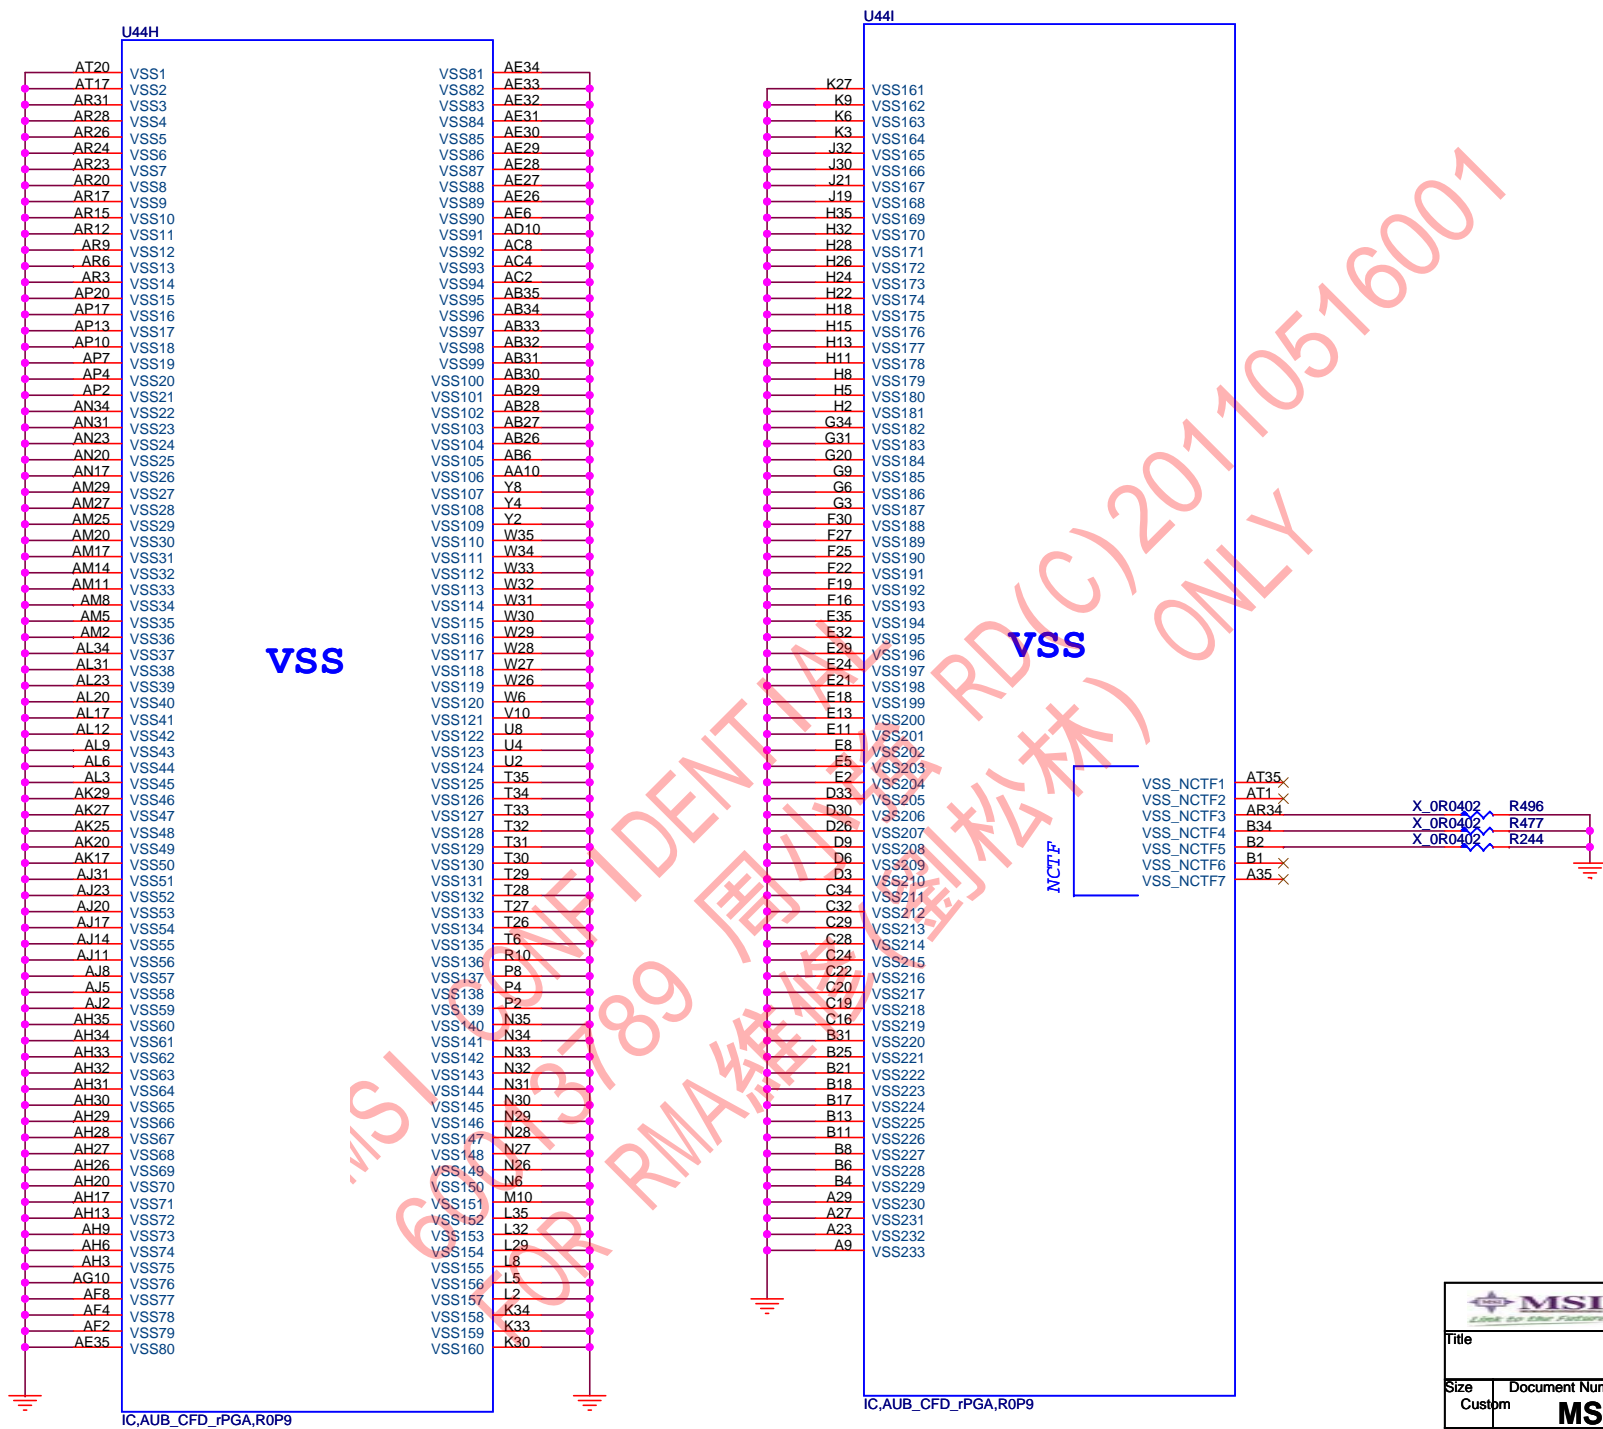 U44H
AT20 VSS1 VSS81 AE34
AT17 VSS2 VSS82 AE33
AR31 VSS3 VSS83 AE32
AR28 VSS4 VSS84 AE31
AR26 VSS5 VSS85 AE30
AR24 VSS6 VSS86 AE29
AR23 VSS7 VSS87 AE28
AR20 VSS8 VSS88 AE27
AR17 VSS9 VSS89 AE26
AR15 VSS10 VSS90 AE6
AR12 VSS11 VSS91 AD10
AR9 VSS12 VSS92 AC8
AR6 VSS13 VSS93 AC4
AR3 VSS14 VSS94 AC2
AP20 VSS15 VSS95 AB35
AP17 VSS16 VSS96 AB34
AP13 VSS17 VSS97 AB33
AP10 VSS18 VSS98 AB32
AP7 VSS19 VSS99 AB31
AP4 VSS20 VSS100 AB30
AP2 VSS21 VSS101 AB29
AN34 VSS22 VSS102 AB28
AN31 VSS23 VSS103 AB27
AN23 VSS24 VSS104 AB26
AN20 VSS25 VSS105 AB6
AN17 VSS26 VSS106 AA10
AM29 VSS27 VSS107 Y8
AM27 VSS28 VSS108 Y4
AM25 VSS29 VSS109 Y2
AM20 VSS30 VSS110 W35
AM17 VSS31 VSS111 W34
AM14 VSS32 VSS112 W33
AM11 VSS33 VSS113 W32
AM8 VSS34 VSS114 W31
AM5 VSS35 VSS115 W30
AM2 VSS36 VSS116 W29
AL34 VSS37 VSS117 W28
AL31 VSS38 VSS118 W27
AL23 VSS39 VSS119 W26
AL20 VSS40 VSS120 W6
AL17 VSS41 VSS121 V10
AL12 VSS42 VSS122 U8
AL9 VSS43 VSS123 U4
AL6 VSS44 VSS124 U2
AL3 VSS45 VSS125 T35
AK29 VSS46 VSS126 T34
AK27 VSS47 VSS127 T33
AK25 VSS48 VSS128 T32
AK20 VSS49 VSS129 T31
AK17 VSS50 VSS130 T30
AJ31 VSS51 VSS131 T29
AJ23 VSS52 VSS132 T28
AJ20 VSS53 VSS133 T27
AJ17 VSS54 VSS134 T26
AJ14 VSS55 VSS135 T6
AJ11 VSS56 VSS136 R10
AJ8 VSS57 VSS137 P8
AJ5 VSS58 VSS138 P4
AJ2 VSS59 VSS139 P2
AH35 VSS60 VSS140 N35
AH34 VSS61 VSS141 N34
AH33 VSS62 VSS142 N33
AH32 VSS63 VSS143 N32
AH31 VSS64 VSS144 N31
AH30 VSS65 VSS145 N30
AH29 VSS66 VSS146 N29
AH28 VSS67 VSS147 N28
AH27 VSS68 VSS148 N27
AH26 VSS69 VSS149 N26
AH20 VSS70 VSS150 N6
AH17 VSS71 VSS151 M10
AH13 VSS72 VSS152 L35
AH9 VSS73 VSS153 L32
AH6 VSS74 VSS154 L29
AH3 VSS75 VSS155 L8
AG10 VSS76 VSS156 L5
AF8 VSS77 VSS157 L2
AF4 VSS78 VSS158 K34
AF2 VSS79 VSS159 K33
AE35 VSS80 VSS160 K30
VSS
IC,AUB_CFD_rPGA,R0P9
U44I
K27 VSS161
K9 VSS162
K6 VSS163
K3 VSS164
J32 VSS165
J30 VSS166
J21 VSS167
J19 VSS168
H35 VSS169
H32 VSS170
H28 VSS171
H26 VSS172
H24 VSS173
H22 VSS174
H18 VSS175
H15 VSS176
H13 VSS177
H11 VSS178
H8 VSS179
H5 VSS180
H2 VSS181
G34 VSS182
G31 VSS183
G20 VSS184
G9 VSS185
G6 VSS186
G3 VSS187
F30 VSS188
F27 VSS189
F25 VSS190
F22 VSS191
F19 VSS192
F16 VSS193
E35 VSS194
E32 VSS195
E29 VSS196
E24 VSS197
E21 VSS198
E18 VSS199
E13 VSS200
E11 VSS201
E8 VSS202
E5 VSS203
E2 VSS204
D33 VSS205
D30 VSS206
D26 VSS207
D9 VSS208
D6 VSS209
D3 VSS210
C34 VSS211
C32 VSS212
C29 VSS213
C28 VSS214
C24 VSS215
C22 VSS216
C20 VSS217
C19 VSS218
C16 VSS219
B31 VSS220
B25 VSS221
B21 VSS222
B18 VSS223
B17 VSS224
B13 VSS225
B11 VSS226
B8 VSS227
B6 VSS228
B4 VSS229
A29 VSS230
A27 VSS231
A23 VSS232
A9 VSS233
VSS
NCTF
VSS_NCTF1 AT35
VSS_NCTF2 AT1
VSS_NCTF3 AR34 X_0R0402 R496
VSS_NCTF4 B34 X_0R0402 R477
VSS_NCTF5 B2 X_0R0402 R244
VSS_NCTF6 B1
VSS_NCTF7 A35
IC,AUB_CFD_rPGA,R0P9
MSI CONFIDENTIAL
60013789 周小強 RD(C)20110516001
FOR RMA維修(劉松林) ONLY
MSI
Link to the Future
Title
Size
Document Num
Custom
MS